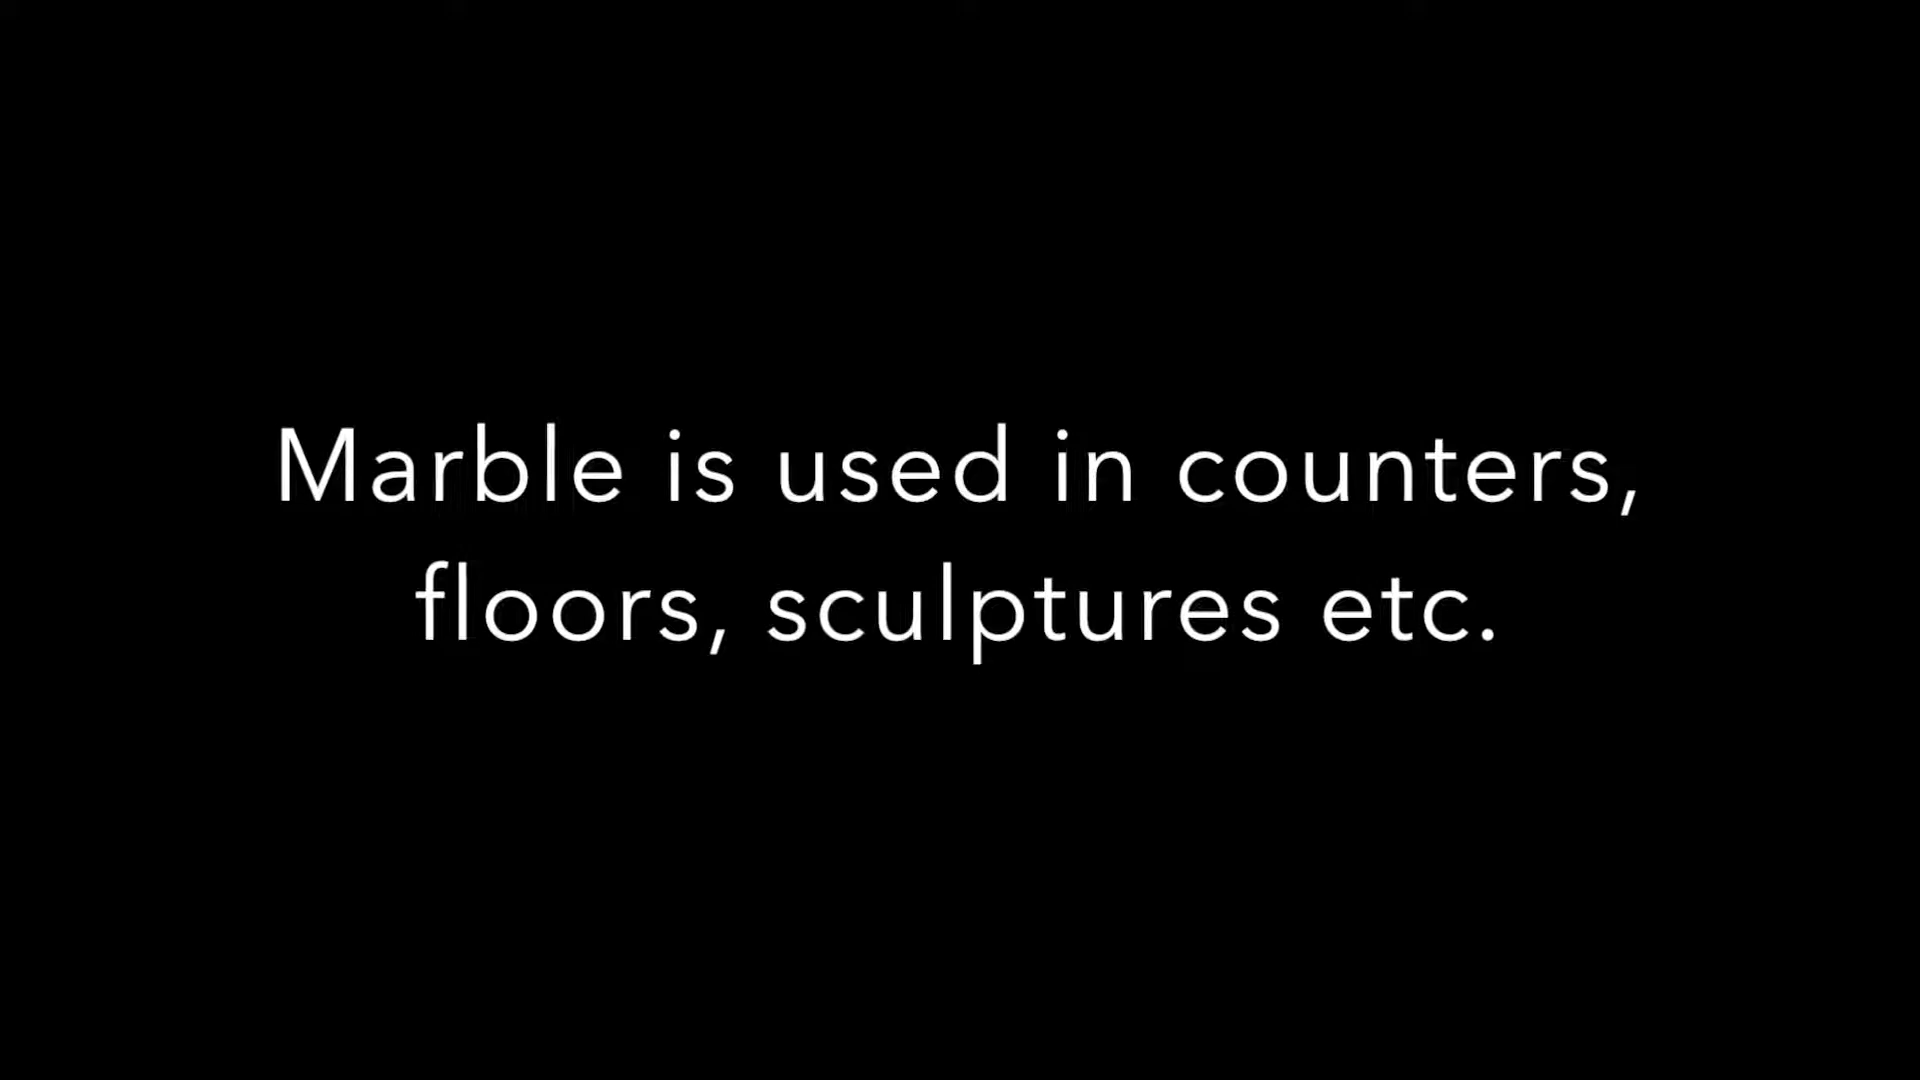 Marble is used in counters,
floors, sculptures etc.